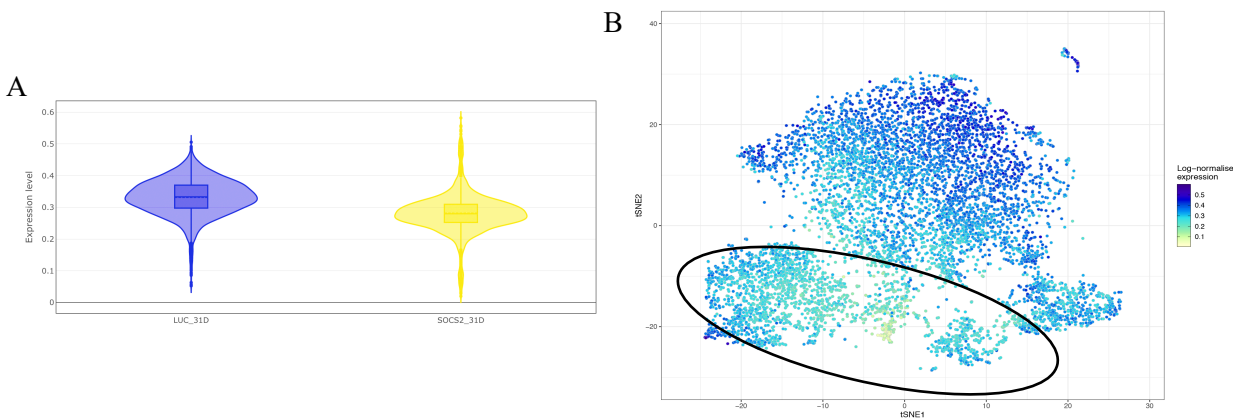 A
Expression level
0.6
0.5
0.4
0.3
0.2
0.1
0
LUC_31D
SOCS2_31D
B
tSNE2
40
20
0
−20
−20
−10
0
10
20
30
tSNE1
Log−normalise
expression
0.5
0.4
0.3
0.2
0.1